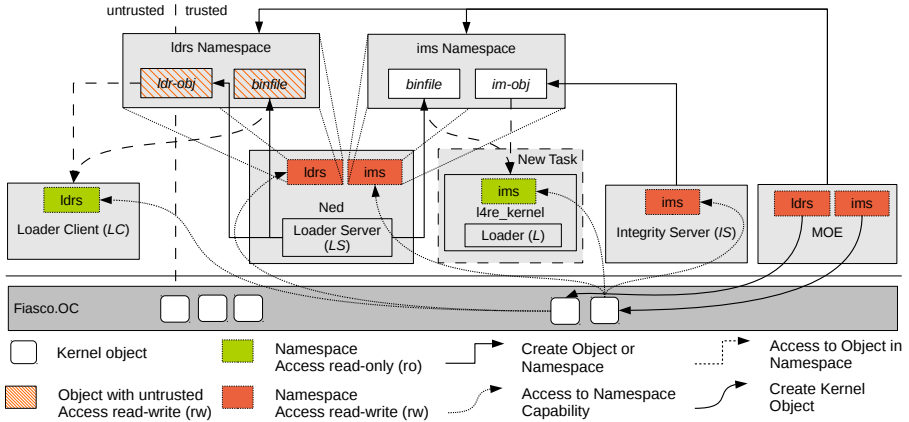 untrusted trusted
ldrs Namespace
ims Namespace
ldr-obj binfile
binfile im-obj
New Task
ldrs ims
Ned
Loader Server (LS)
ims
l4re_kernel
Loader (L)
ldrs
Loader Client (LC)
ims
Integrity Server (IS)
ldrs ims
MOE
Fiasco.OC
Kernel object
Namespace
Access read-only (ro)
Create Object or
Namespace
Access to Object in
Namespace
Object with untrusted
Access read-write (rw)
Namespace
Access read-write (rw)
Access to Namespace
Capability
Create Kernel
Object